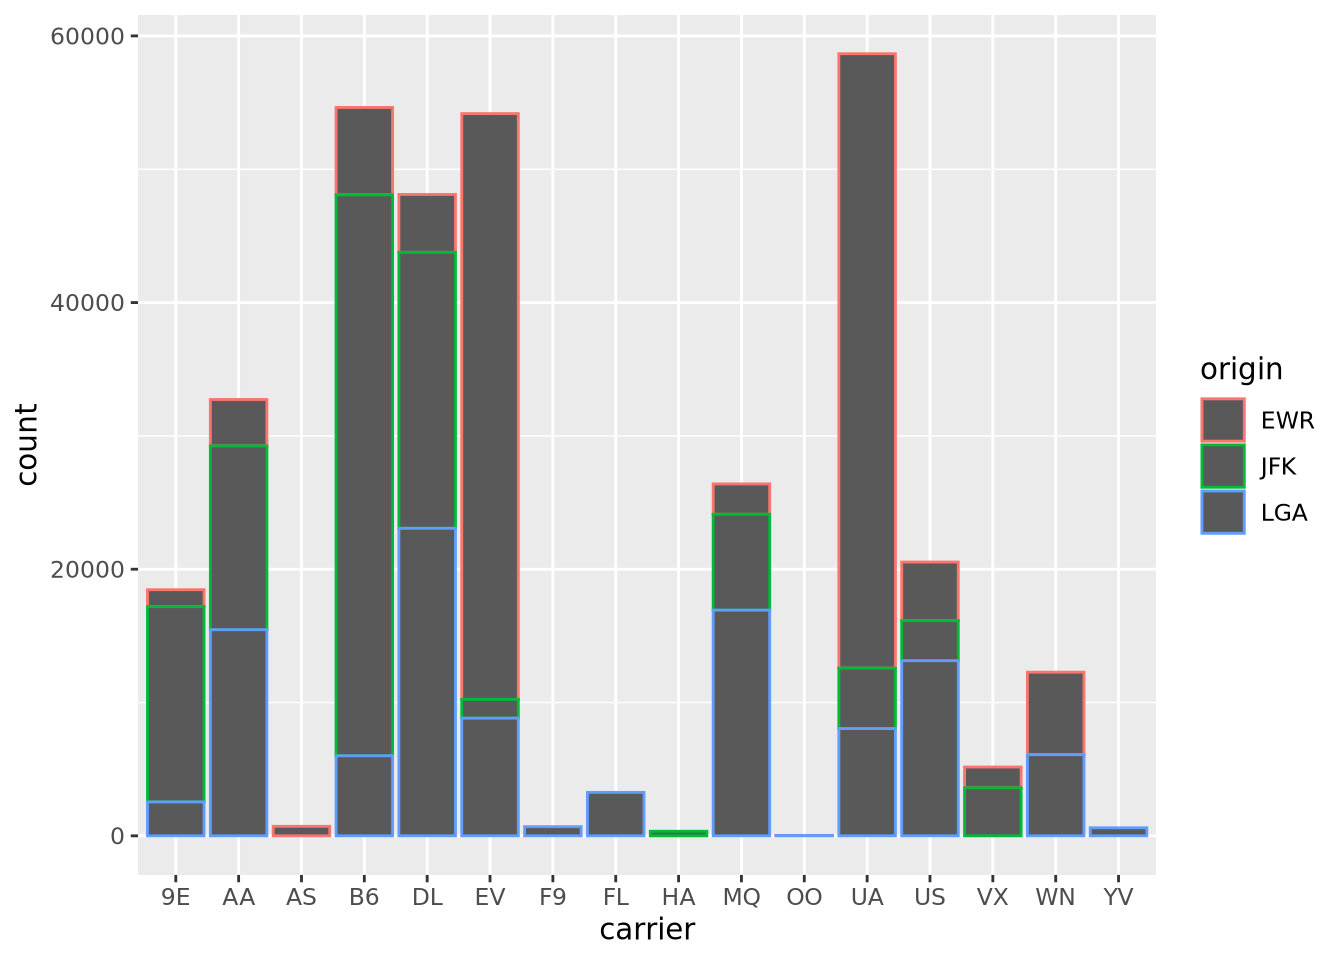 60000
40000
20000
0
count
9E AA AS B6 DL EV F9 FL HA MQ OO UA US VX WN YV
carrier
origin
EWR
JFK
LGA